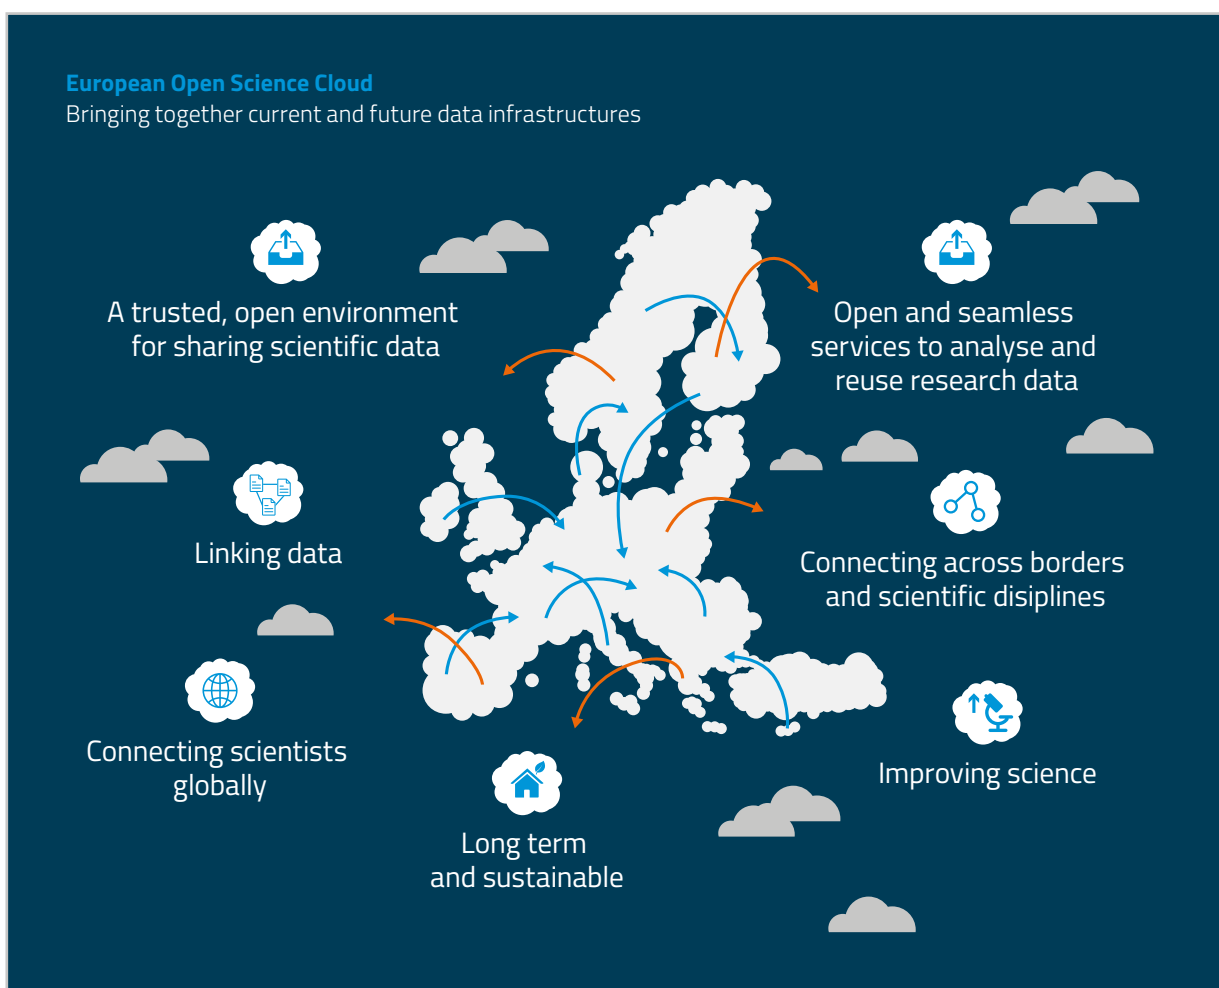 European Open Science Cloud
Bringing together current and future data infrastructures
A trusted, open environment
for sharing scientific data
Open and seamless
services to analyse and
reuse research data
Linking data
Connecting across borders
and scientific disiplines
Connecting scientists
globally
Improving science
Long term
and sustainable